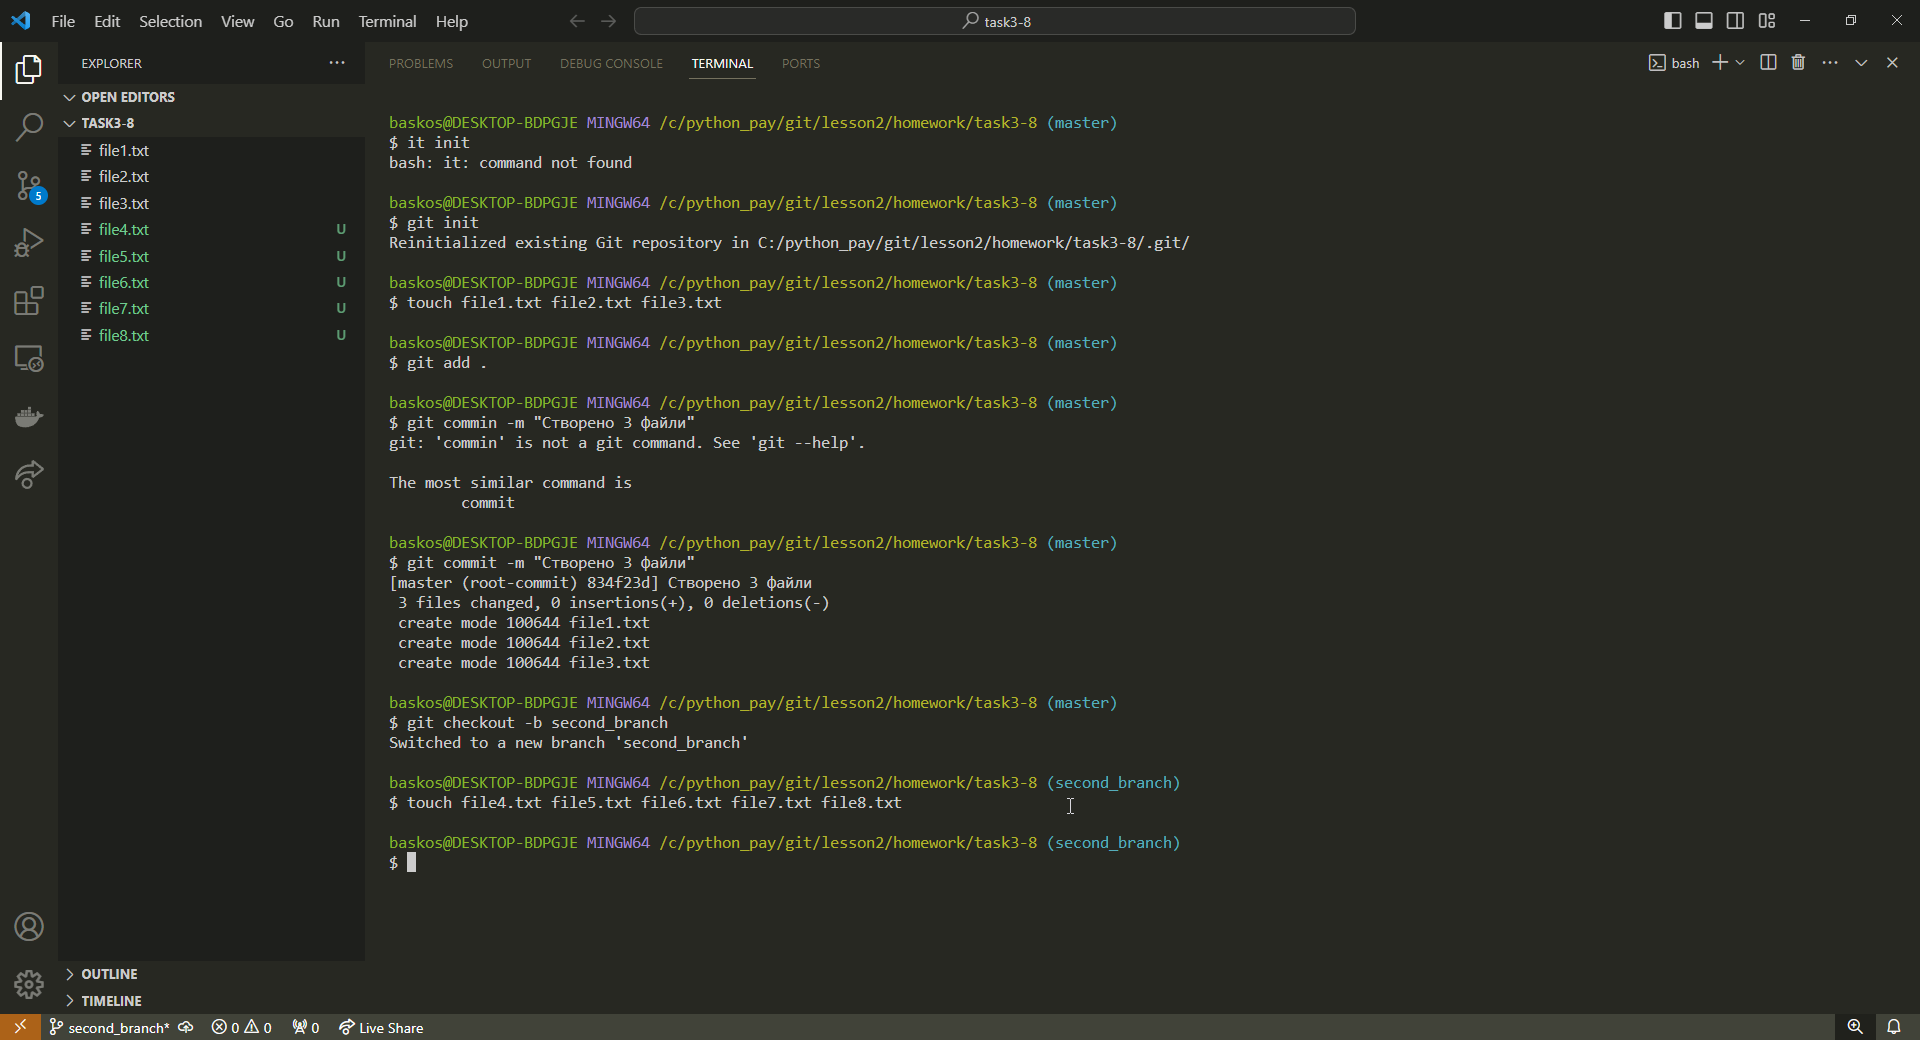 File Edit Selection View Go Run Terminal Help
task3-8
EXPLORER
OPEN EDITORS
TASK3-8
file1.txt
file2.txt
file3.txt
file4.txt U
file5.txt U
file6.txt U
file7.txt U
file8.txt U
5
OUTLINE
TIMELINE
PROBLEMS OUTPUT DEBUG CONSOLE TERMINAL PORTS
bash
baskos@DESKTOP-BDPGJE MINGW64 /c/python_pay/git/lesson2/homework/task3-8 (master)
$ it init
bash: it: command not found
baskos@DESKTOP-BDPGJE MINGW64 /c/python_pay/git/lesson2/homework/task3-8 (master)
$ git init
Reinitialized existing Git repository in C:/python_pay/git/lesson2/homework/task3-8/.git/
baskos@DESKTOP-BDPGJE MINGW64 /c/python_pay/git/lesson2/homework/task3-8 (master)
$ touch file1.txt file2.txt file3.txt
baskos@DESKTOP-BDPGJE MINGW64 /c/python_pay/git/lesson2/homework/task3-8 (master)
$ git add .
baskos@DESKTOP-BDPGJE MINGW64 /c/python_pay/git/lesson2/homework/task3-8 (master)
$ git commin -m "Створено 3 файли"
git: 'commin' is not a git command. See 'git --help'.
The most similar command is
commit
baskos@DESKTOP-BDPGJE MINGW64 /c/python_pay/git/lesson2/homework/task3-8 (master)
$ git commit -m "Створено 3 файли"
[master (root-commit) 834f23d] Створено 3 файли
3 files changed, 0 insertions(+), 0 deletions(-)
create mode 100644 file1.txt
create mode 100644 file2.txt
create mode 100644 file3.txt
baskos@DESKTOP-BDPGJE MINGW64 /c/python_pay/git/lesson2/homework/task3-8 (master)
$ git checkout -b second_branch
Switched to a new branch 'second_branch'
baskos@DESKTOP-BDPGJE MINGW64 /c/python_pay/git/lesson2/homework/task3-8 (second_branch)
$ touch file4.txt file5.txt file6.txt file7.txt file8.txt
baskos@DESKTOP-BDPGJE MINGW64 /c/python_pay/git/lesson2/homework/task3-8 (second_branch)
$
second_branch* 0 0 0 Live Share